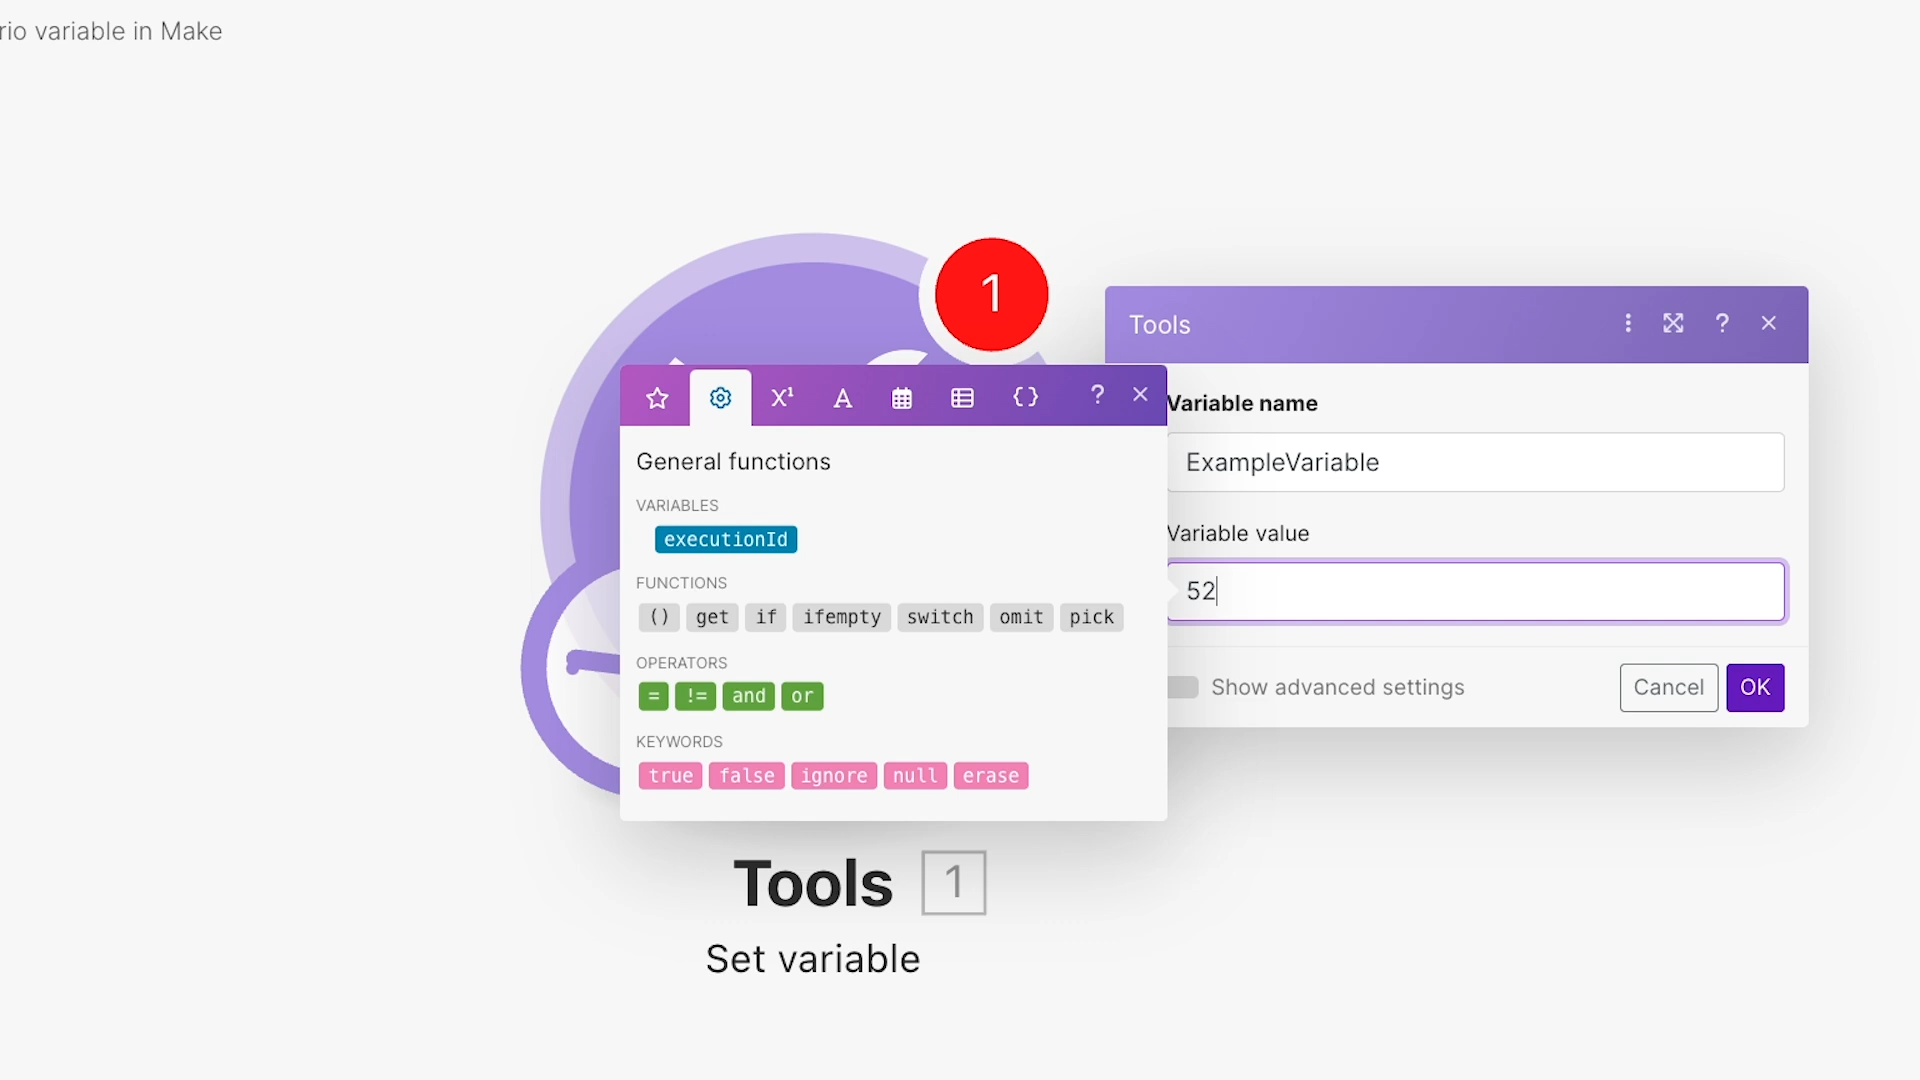 rio variable in Make
1
Tools
?
X¹ A {} ?
Variable name
ExampleVariable
General functions
VARIABLES
executionId
Variable value
52
FUNCTIONS
() get if ifempty switch omit pick
OPERATORS
= != and or
Show advanced settings
Cancel OK
KEYWORDS
true false ignore null erase
Tools 1
Set variable